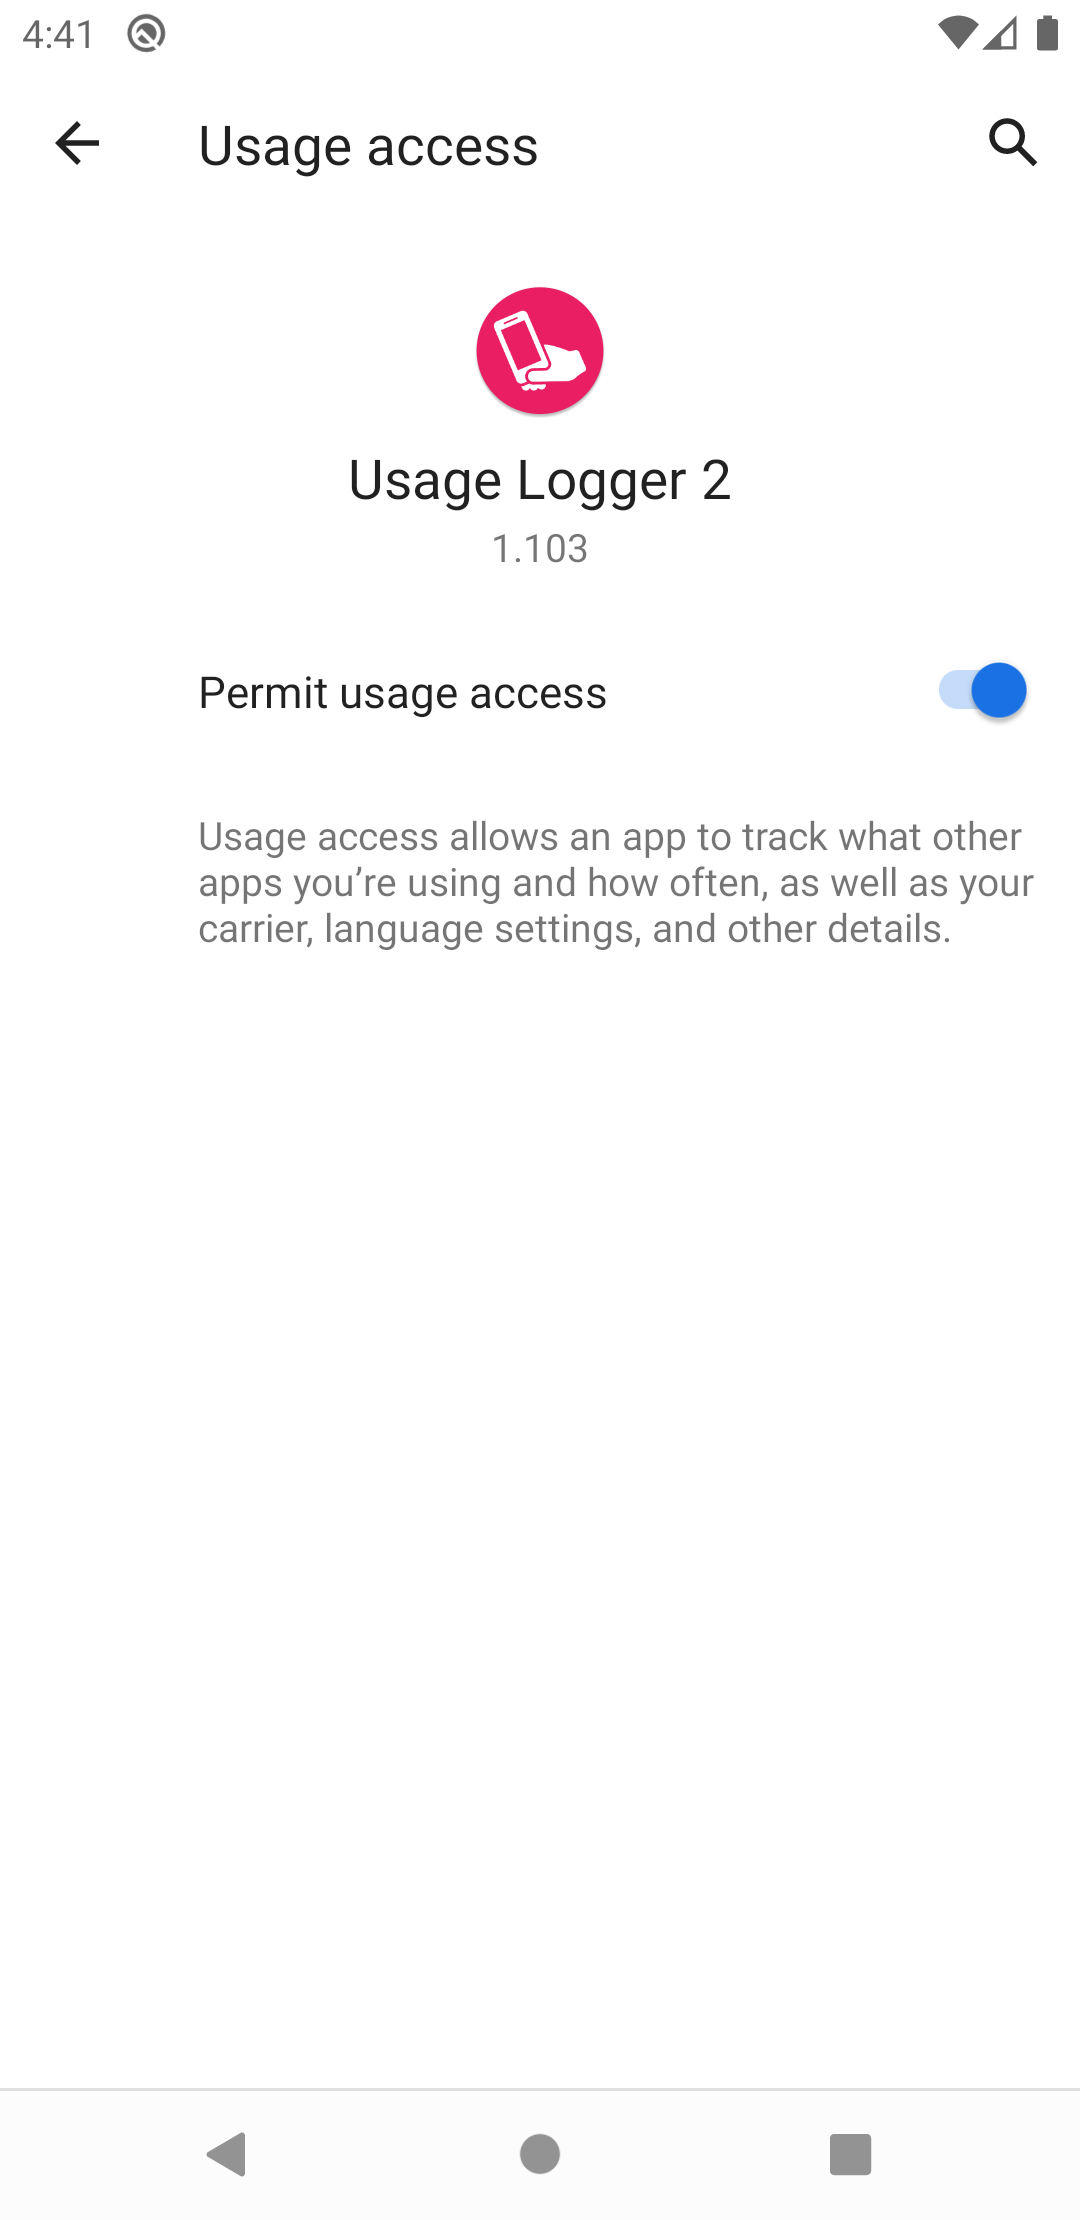 4:41
Usage access
Usage Logger 2
1.103
Permit usage access
Usage access allows an app to track what other
apps you’re using and how often, as well as your
carrier, language settings, and other details.